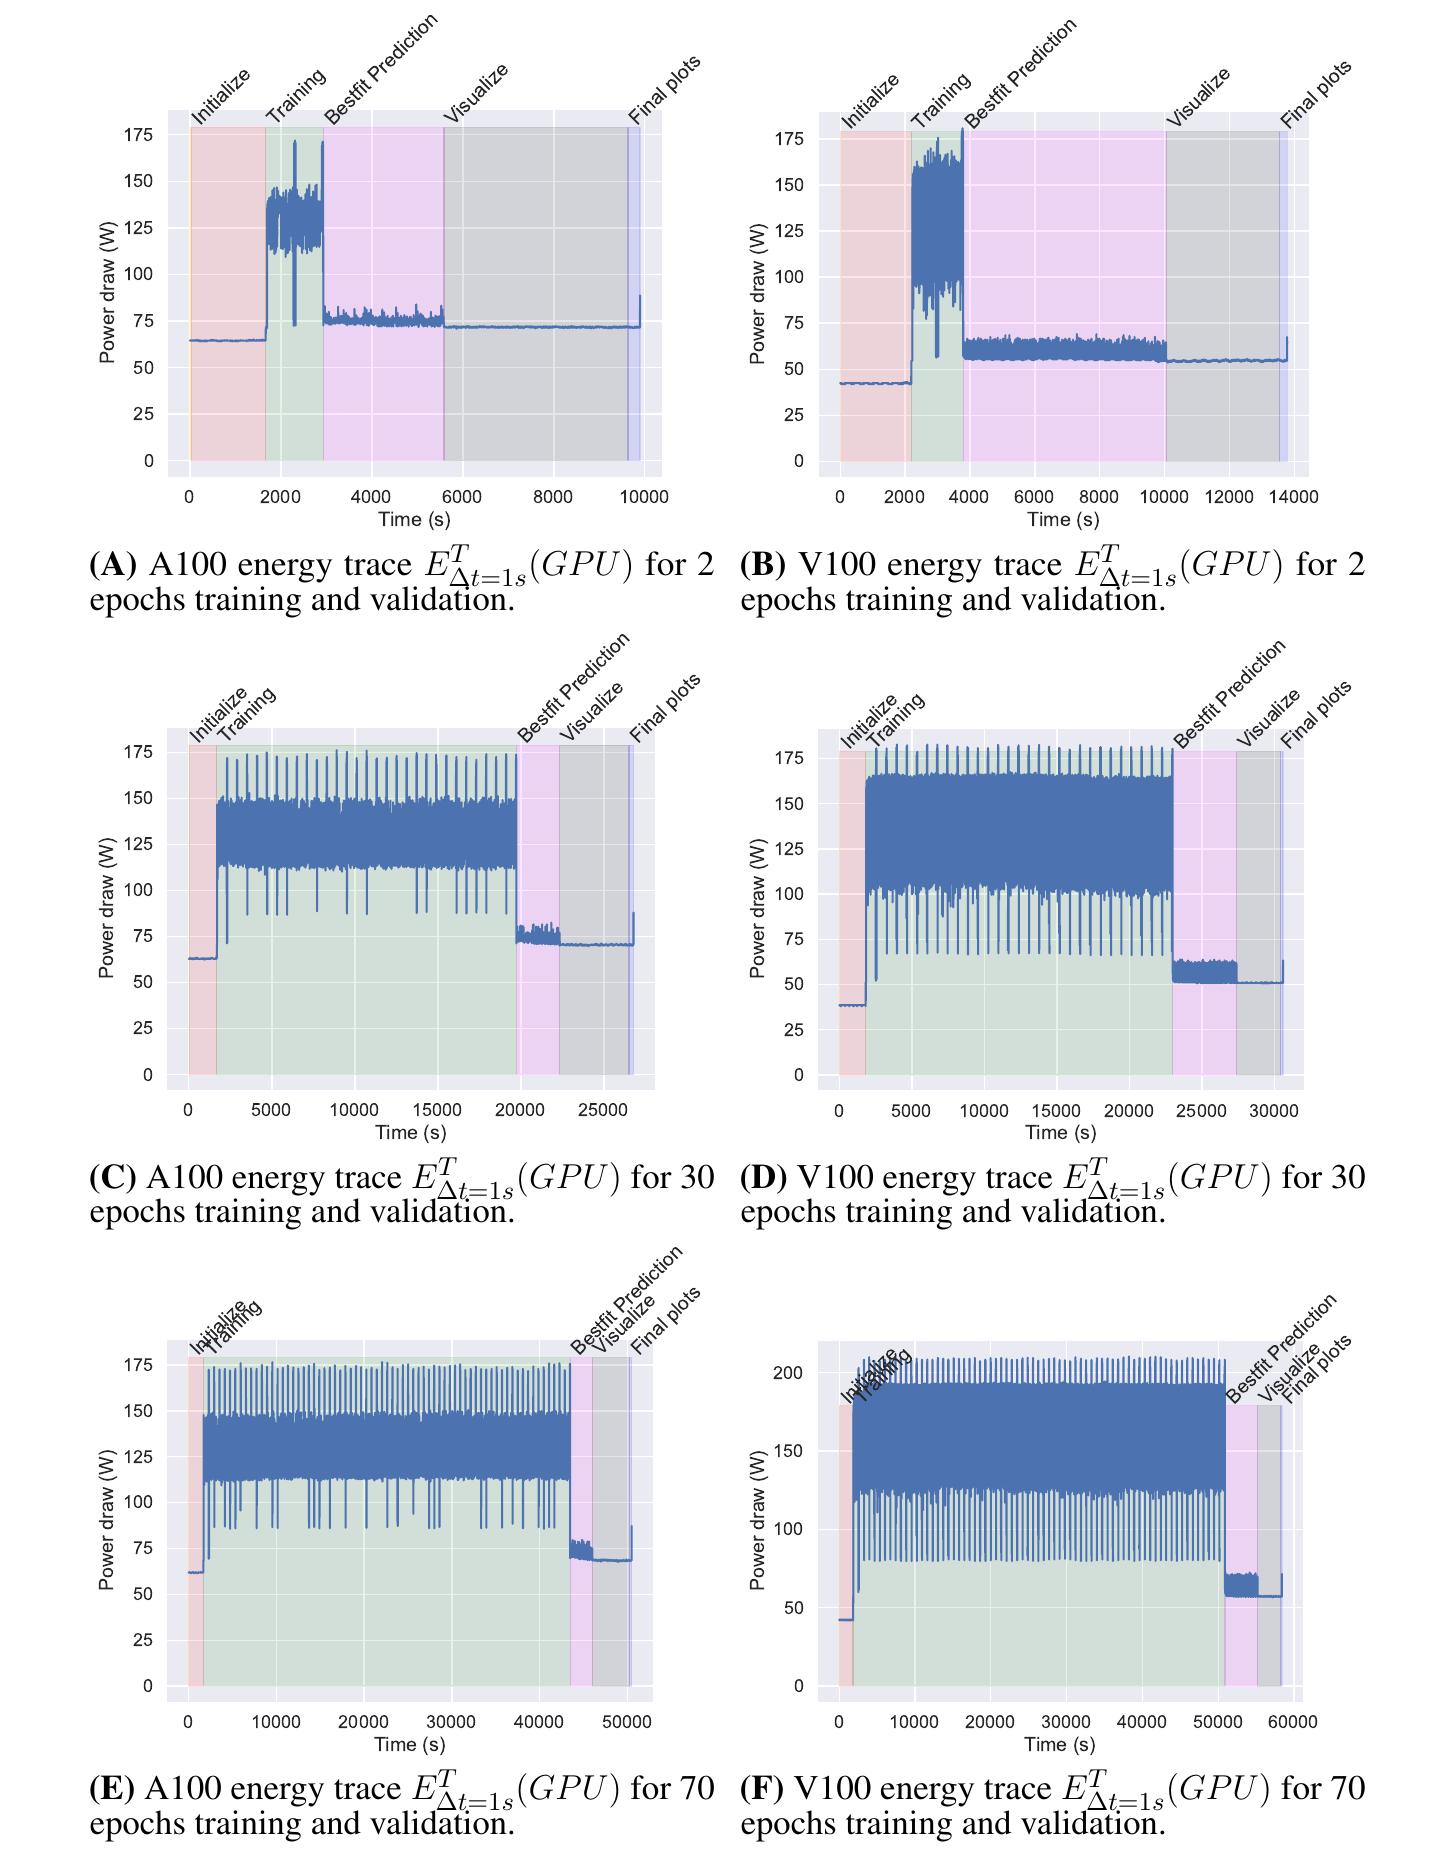 Initialize
Training
Bestfit Prediction
Visualize
Final plots
175
150
125
100
75
50
25
0
Power draw (W)
0 2000 4000 6000 8000 10000
Time (s)
(A) A100 energy trace E^T_{Δt=1s}(GPU) for 2
epochs training and validation.
Initialize
Training
Bestfit Prediction
Visualize
Final plots
175
150
125
100
75
50
25
0
Power draw (W)
0 2000 4000 6000 8000 10000 12000 14000
Time (s)
(B) V100 energy trace E^T_{Δt=1s}(GPU) for 2
epochs training and validation.
Initialize
Training
Bestfit Prediction
Visualize
Final plots
175
150
125
100
75
50
25
0
Power draw (W)
0 5000 10000 15000 20000 25000
Time (s)
(C) A100 energy trace E^T_{Δt=1s}(GPU) for 30
epochs training and validation.
Initialize
Training
Bestfit Prediction
Visualize
Final plots
175
150
125
100
75
50
25
0
Power draw (W)
0 5000 10000 15000 20000 25000 30000
Time (s)
(D) V100 energy trace E^T_{Δt=1s}(GPU) for 30
epochs training and validation.
Initialize
Training
Bestfit Prediction
Visualize
Final plots
175
150
125
100
75
50
25
0
Power draw (W)
0 10000 20000 30000 40000 50000
Time (s)
(E) A100 energy trace E^T_{Δt=1s}(GPU) for 70
epochs training and validation.
Initialize
Training
Bestfit Prediction
Visualize
Final plots
200
150
100
50
0
Power draw (W)
0 10000 20000 30000 40000 50000 60000
Time (s)
(F) V100 energy trace E^T_{Δt=1s}(GPU) for 70
epochs training and validation.